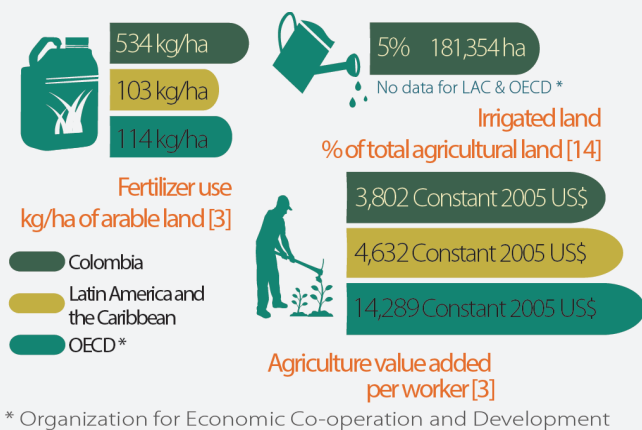 534 kg/ha
103 kg/ha
114 kg/ha
Fertilizer use
kg/ha of arable land [3]
5% 181,354 ha
No data for LAC & OECD *
Irrigated land
% of total agricultural land [14]
3,802 Constant 2005 US$
4,632 Constant 2005 US$
14,289 Constant 2005 US$
Agriculture value added
per worker [3]
Colombia
Latin America and
the Caribbean
OECD *
* Organization for Economic Co-operation and Development